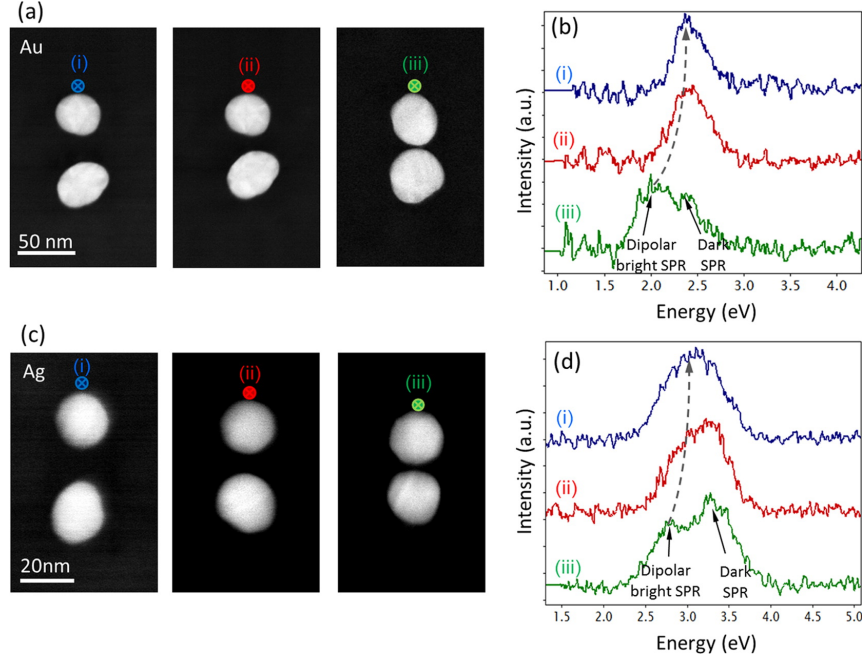 (a)
Au
(i)
(ii)
(iii)
50 nm
(b)
(i)
(ii)
(iii)
Dipolar
bright SPR
Dark
SPR
Intensity (a.u.)
1.0 1.5 2.0 2.5 3.0 3.5 4.0
Energy (eV)
(c)
Ag
(i)
(ii)
(iii)
20nm
(d)
(i)
(ii)
(iii)
Dipolar
bright SPR
Dark
SPR
Intensity (a.u.)
1.5 2.0 2.5 3.0 3.5 4.0 4.5 5.0
Energy (eV)